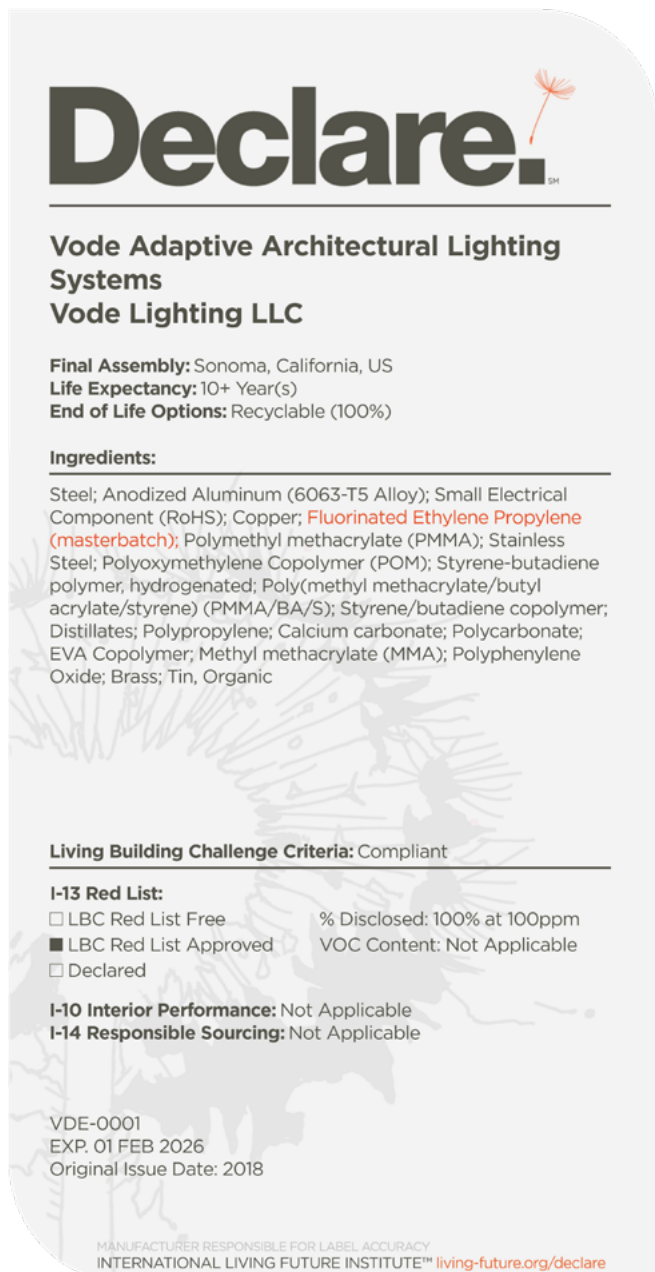 Declare.℠
Vode Adaptive Architectural Lighting
Systems
Vode Lighting LLC
Final Assembly: Sonoma, California, US
Life Expectancy: 10+ Year(s)
End of Life Options: Recyclable (100%)
Ingredients:
Steel; Anodized Aluminum (6063-T5 Alloy); Small Electrical
Component (RoHS); Copper; Fluorinated Ethylene Propylene
(masterbatch); Polymethyl methacrylate (PMMA); Stainless
Steel; Polyoxymethylene Copolymer (POM); Styrene-butadiene
polymer, hydrogenated; Poly(methyl methacrylate/butyl
acrylate/styrene) (PMMA/BA/S); Styrene/butadiene copolymer;
Distillates; Polypropylene; Calcium carbonate; Polycarbonate;
EVA Copolymer; Methyl methacrylate (MMA); Polyphenylene
Oxide; Brass; Tin, Organic
Living Building Challenge Criteria: Compliant
I-13 Red List:
☐ LBC Red List Free % Disclosed: 100% at 100ppm
■ LBC Red List Approved VOC Content: Not Applicable
☐ Declared
I-10 Interior Performance: Not Applicable
I-14 Responsible Sourcing: Not Applicable
VDE-0001
EXP. 01 FEB 2026
Original Issue Date: 2018
MANUFACTURER RESPONSIBLE FOR LABEL ACCURACY
INTERNATIONAL LIVING FUTURE INSTITUTE™ living-future.org/declare